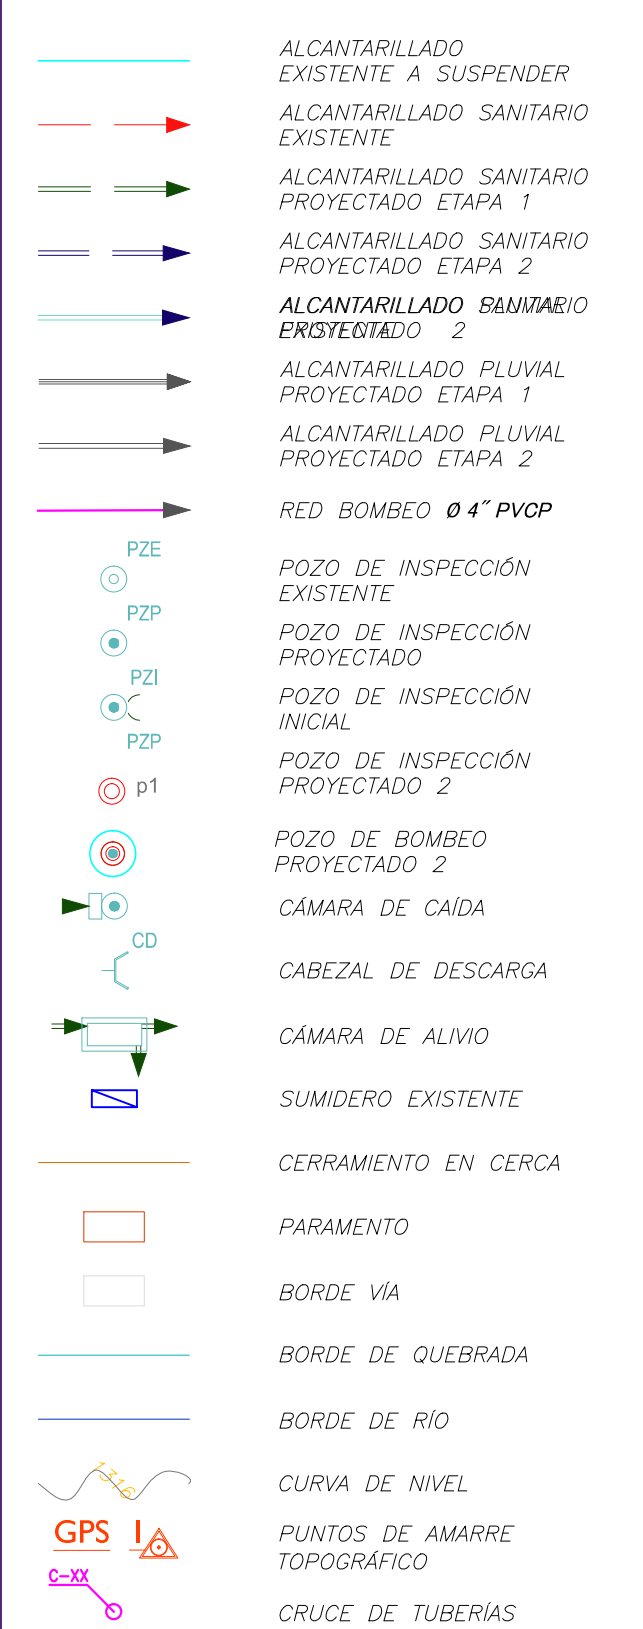 ALCANTARILLADO
EXISTENTE A SUSPENDER
ALCANTARILLADO SANITARIO
EXISTENTE
ALCANTARILLADO SANITARIO
PROYECTADO ETAPA 1
ALCANTARILLADO SANITARIO
PROYECTADO ETAPA 2
ALCANTARILLADO
2
ALCANTARILLADO PLUVIAL
PROYECTADO ETAPA 1
ALCANTARILLADO PLUVIAL
PROYECTADO ETAPA 2
RED BOMBEO Ø 4" PVCP
PZE
POZO DE INSPECCIÓN
EXISTENTE
PZP
POZO DE INSPECCIÓN
PROYECTADO
PZI
POZO DE INSPECCIÓN
INICIAL
PZP
POZO DE INSPECCIÓN
PROYECTADO 2
p1
POZO DE BOMBEO
PROYECTADO 2
CÁMARA DE CAÍDA
CD
CABEZAL DE DESCARGA
CÁMARA DE ALIVIO
SUMIDERO EXISTENTE
CERRAMIENTO EN CERCA
PARAMENTO
BORDE VÍA
BORDE DE QUEBRADA
BORDE DE RÍO
1316
CURVA DE NIVEL
GPS 1
PUNTOS DE AMARRE
TOPOGRÁFICO
C-XX
CRUCE DE TUBERÍAS